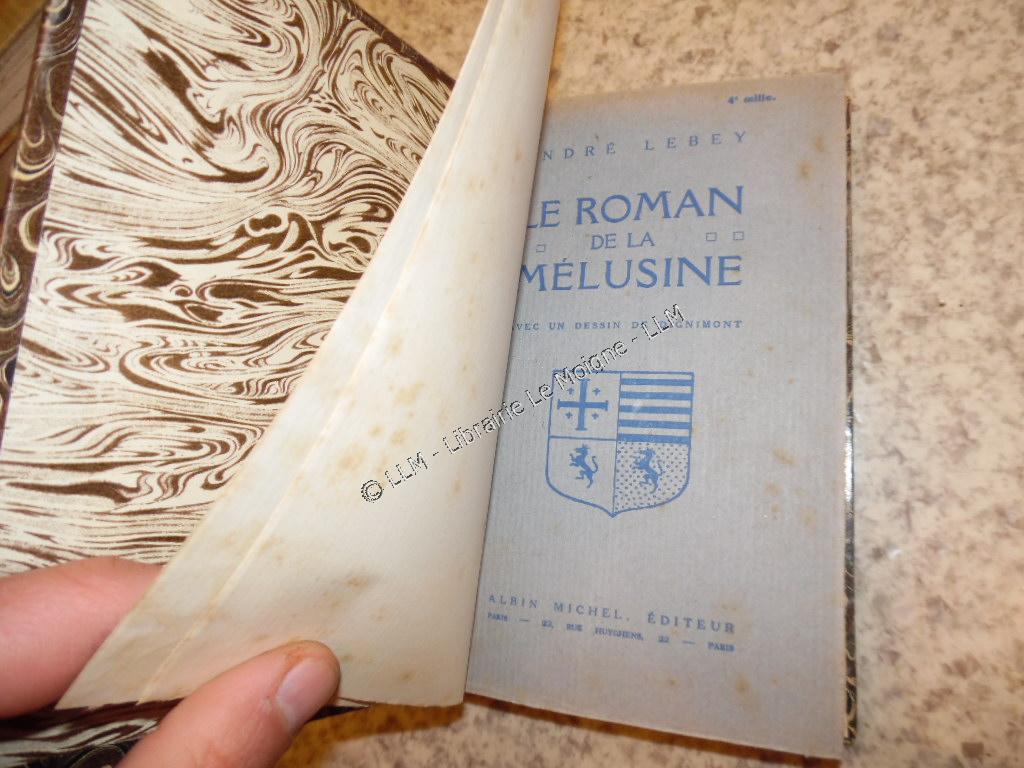 4e mille.
NDRÉ LEBEY
LE ROMAN
DE LA
MÉLUSINE
VEC UN DESSIN DE
ALBIN MICHEL, ÉDITEUR
PARIS — 22, RUE HUYGHENS, 22 — PARIS
© LLM - Librairie Le Moigne - LLM